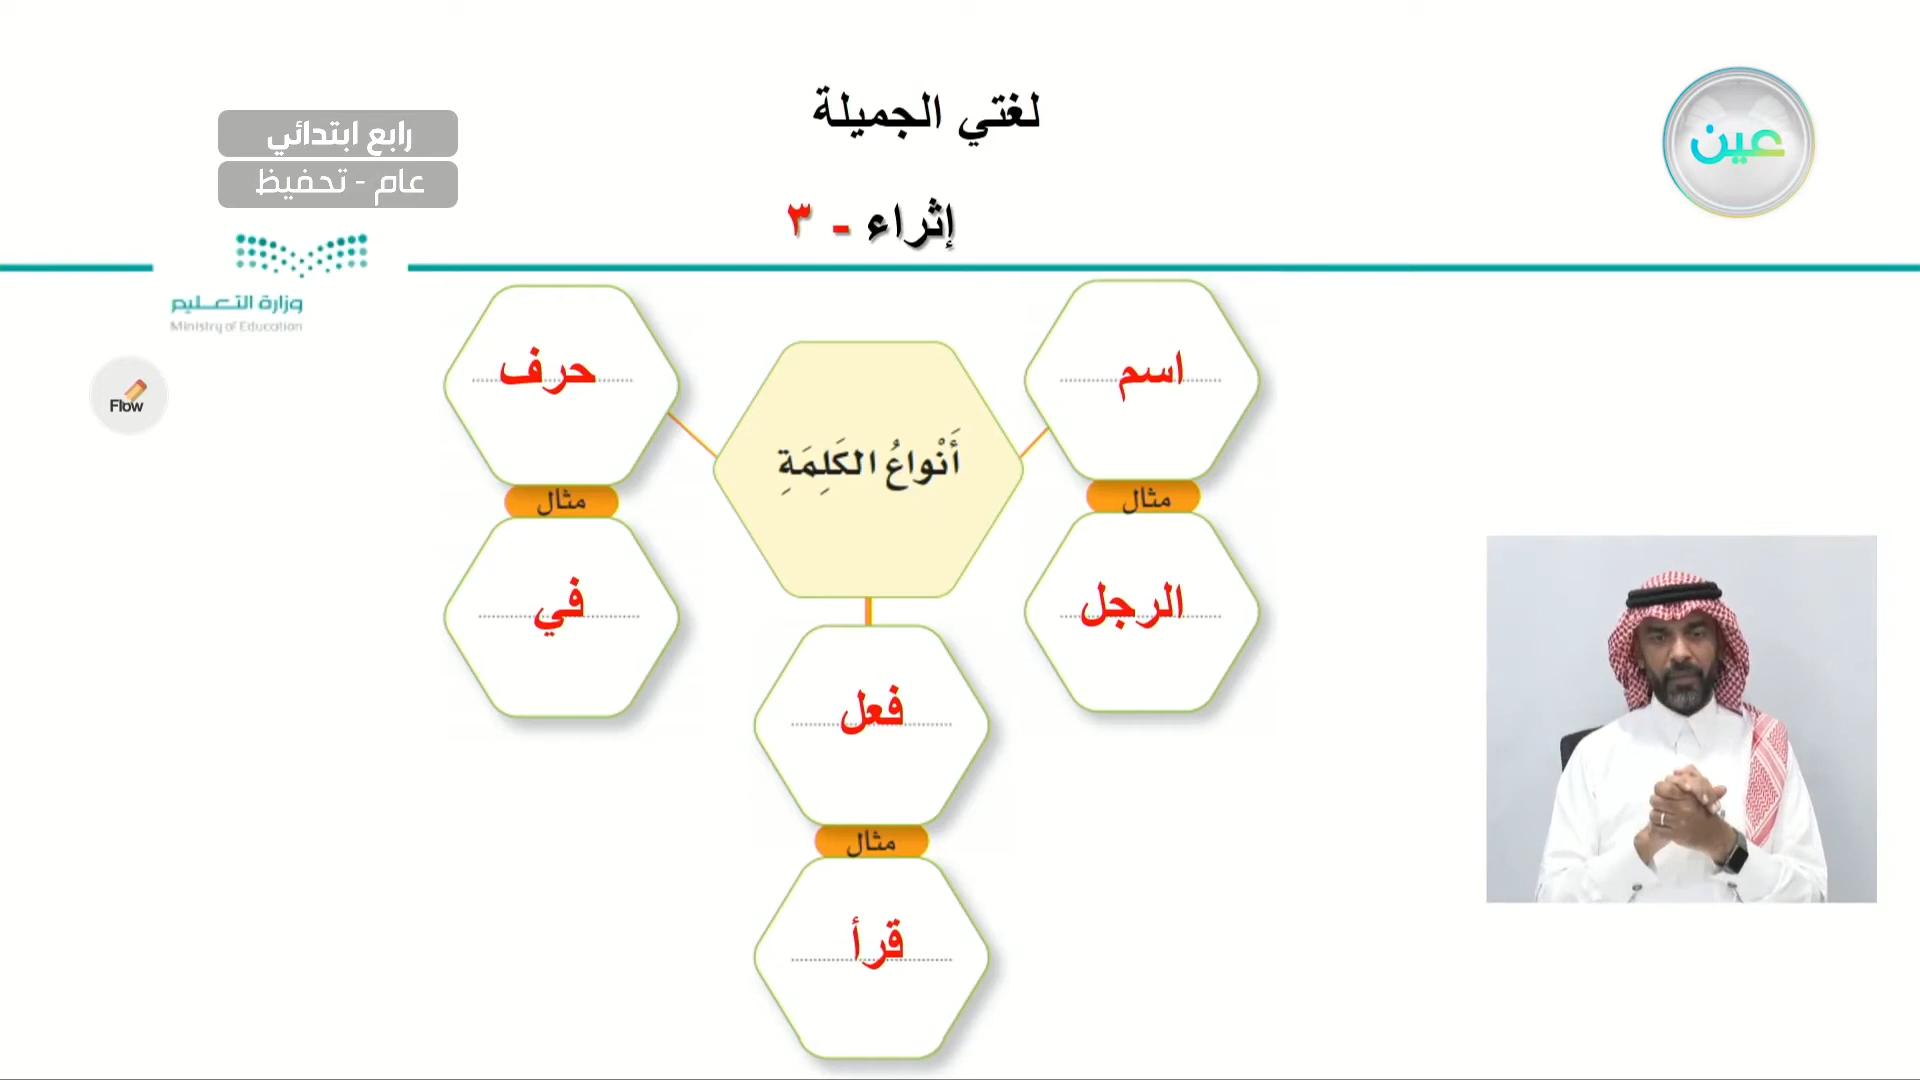 لغتي الجميلة
عين
رابع ابتدائي
عام - تحفيظ
إثراء - ٣
وزارة التعليم
Ministry of Education
Flow
أَنْواعُ الكَلِمَةِ
اسم
مثال
الرجل
فعل
مثال
قرأ
حرف
مثال
في